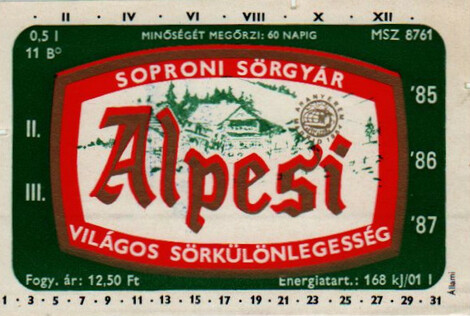 II . IV . VI . VIII . X . XII .
0,5 l
11 B°
MINŐSÉGÉT MEGŐRZI: 60 NAPIG
MSZ 8761
SOPRONI SÖRGYÁR
ARANYÉREM
Alpesi
VILÁGOS SÖRKÜLÖNLEGESSÉG
II.
III.
'85
'86
'87
Fogy. ár: 12,50 Ft
Energiatart.: 168 kJ/01 l
Állami
1 . 3 . 5 . 7 . 9 . 11 . 13 . 15 . 17 . 19 . 21 . 23 . 25 . 27 . 29 . 31